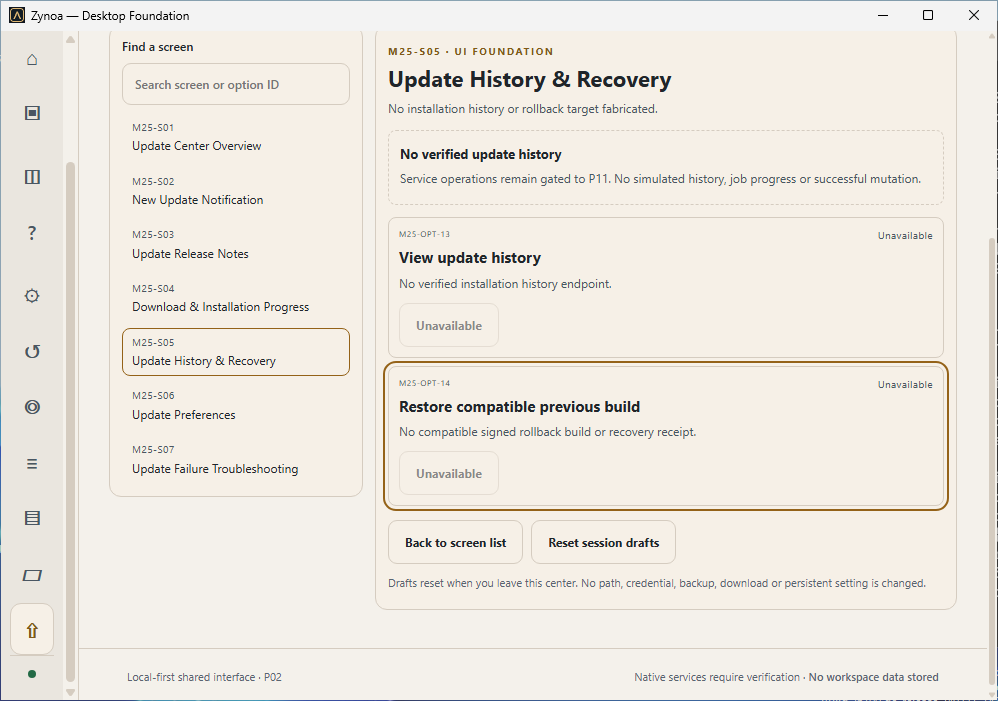 Zynoa — Desktop Foundation
Find a screen
Search screen or option ID
M25-S01
Update Center Overview
M25-S02
New Update Notification
M25-S03
Update Release Notes
M25-S04
Download & Installation Progress
M25-S05
Update History & Recovery
M25-S06
Update Preferences
M25-S07
Update Failure Troubleshooting
M25-S05 · UI FOUNDATION
Update History & Recovery
No installation history or rollback target fabricated.
No verified update history
Service operations remain gated to P11. No simulated history, job progress or successful mutation.
M25-OPT-13
Unavailable
View update history
No verified installation history endpoint.
Unavailable
M25-OPT-14
Unavailable
Restore compatible previous build
No compatible signed rollback build or recovery receipt.
Unavailable
Back to screen list
Reset session drafts
Drafts reset when you leave this center. No path, credential, backup, download or persistent setting is changed.
Local-first shared interface · P02
Native services require verification · No workspace data stored